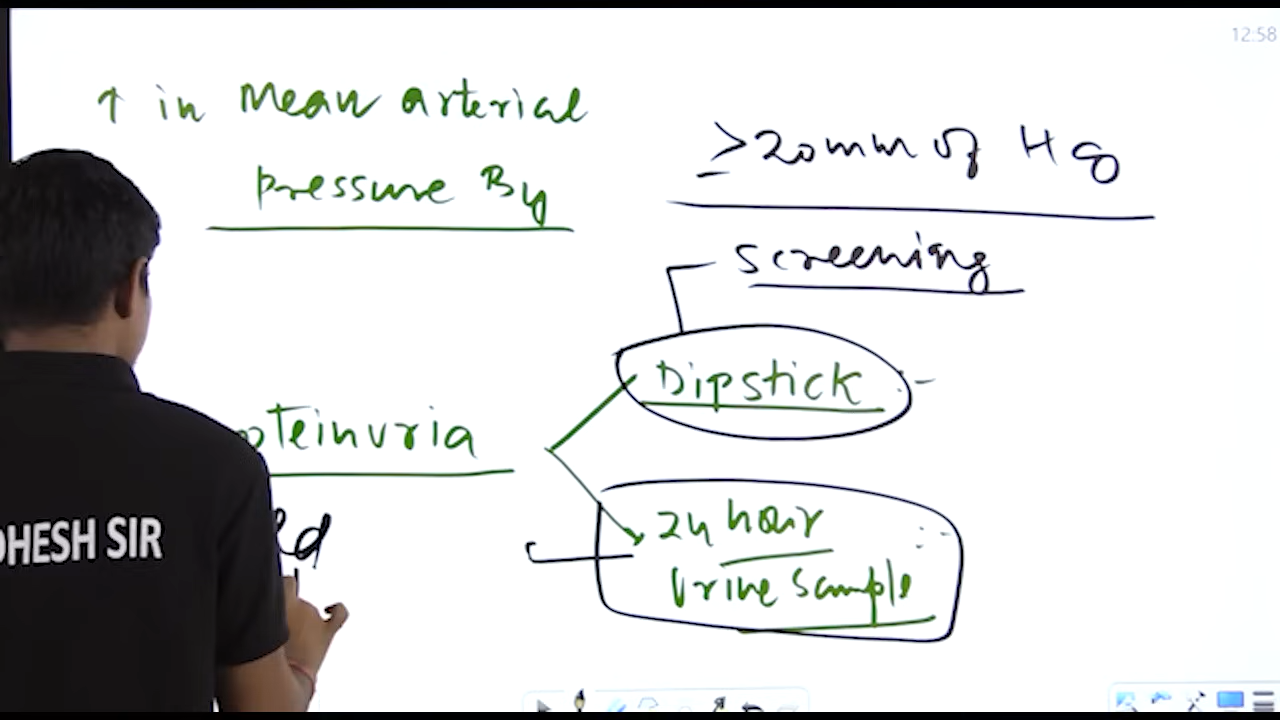 12:58
↑ in Mean arterial
pressure By
≥20mm of Hg
screening
Dipstick
oteinuria
24 hour
urine sample
DHESH SIR